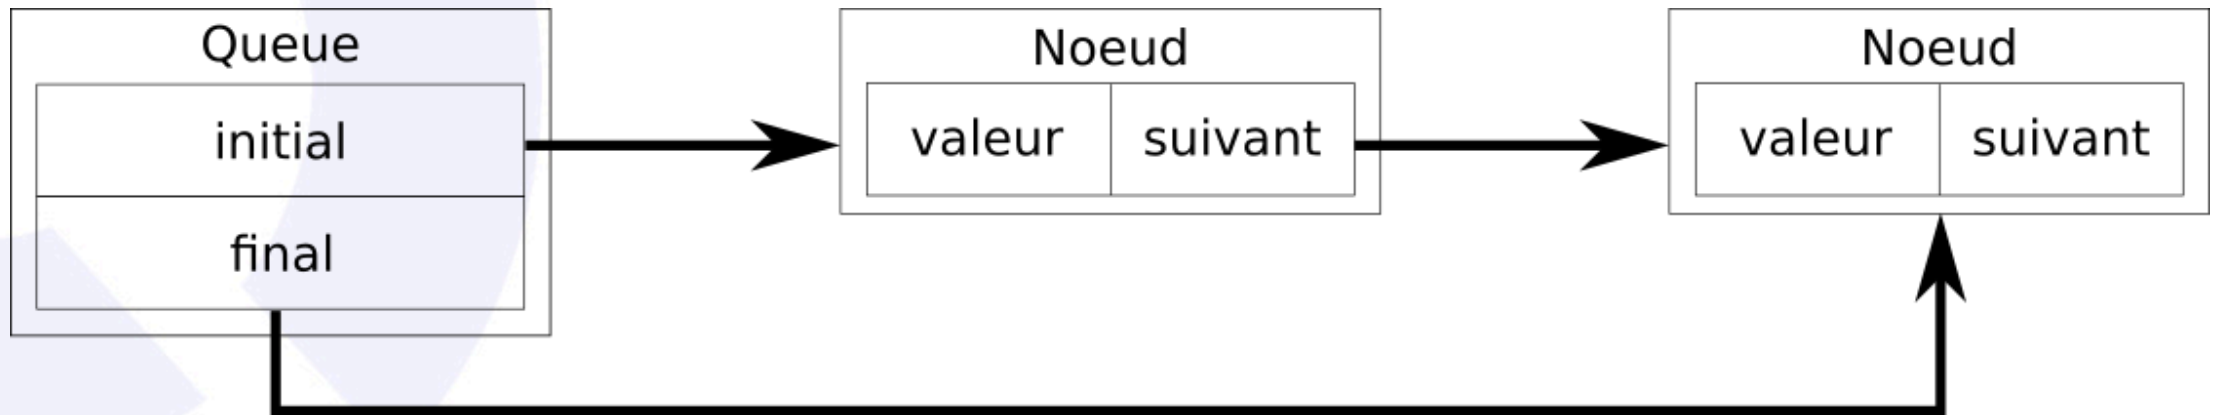 Queue
initial
final
Noeud
valeur suivant
Noeud
valeur suivant